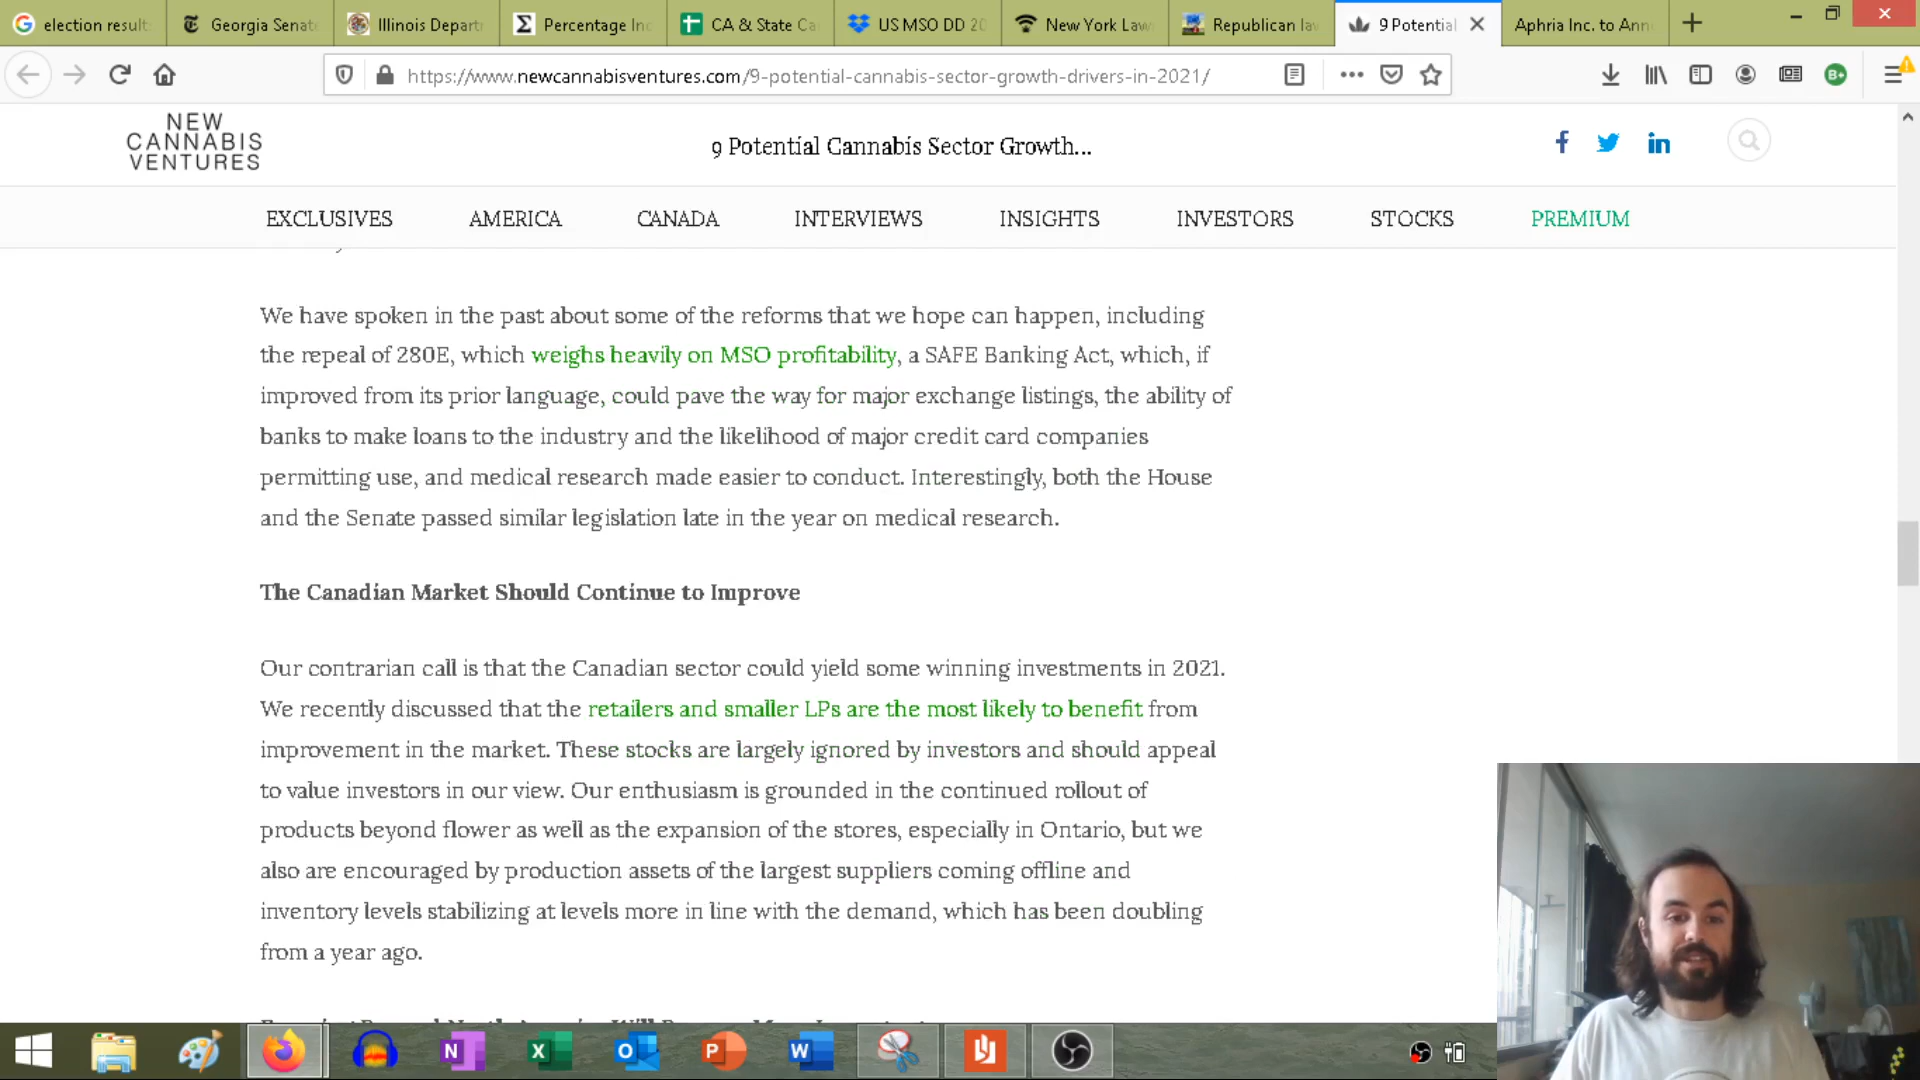 election result
Georgia Senat
Illinois Depart
Percentage In
CA & State Ca
US MSO DD 20
New York Law
Republican la
9 Potential
Aphria Inc. to Ann
https://www.newcannabisventures.com/9-potential-cannabis-sector-growth-drivers-in-2021/
B+
NEW
CANNABIS
VENTURES
9 Potential Cannabis Sector Growth...
EXCLUSIVES
AMERICA
CANADA
INTERVIEWS
INSIGHTS
INVESTORS
STOCKS
PREMIUM
We have spoken in the past about some of the reforms that we hope can happen, including
the repeal of 280E, which weighs heavily on MSO profitability, a SAFE Banking Act, which, if
improved from its prior language, could pave the way for major exchange listings, the ability of
banks to make loans to the industry and the likelihood of major credit card companies
permitting use, and medical research made easier to conduct. Interestingly, both the House
and the Senate passed similar legislation late in the year on medical research.
The Canadian Market Should Continue to Improve
Our contrarian call is that the Canadian sector could yield some winning investments in 2021.
We recently discussed that the retailers and smaller LPs are the most likely to benefit from
improvement in the market. These stocks are largely ignored by investors and should appeal
to value investors in our view. Our enthusiasm is grounded in the continued rollout of
products beyond flower as well as the expansion of the stores, especially in Ontario, but we
also are encouraged by production assets of the largest suppliers coming offline and
inventory levels stabilizing at levels more in line with the demand, which has been doubling
from a year ago.